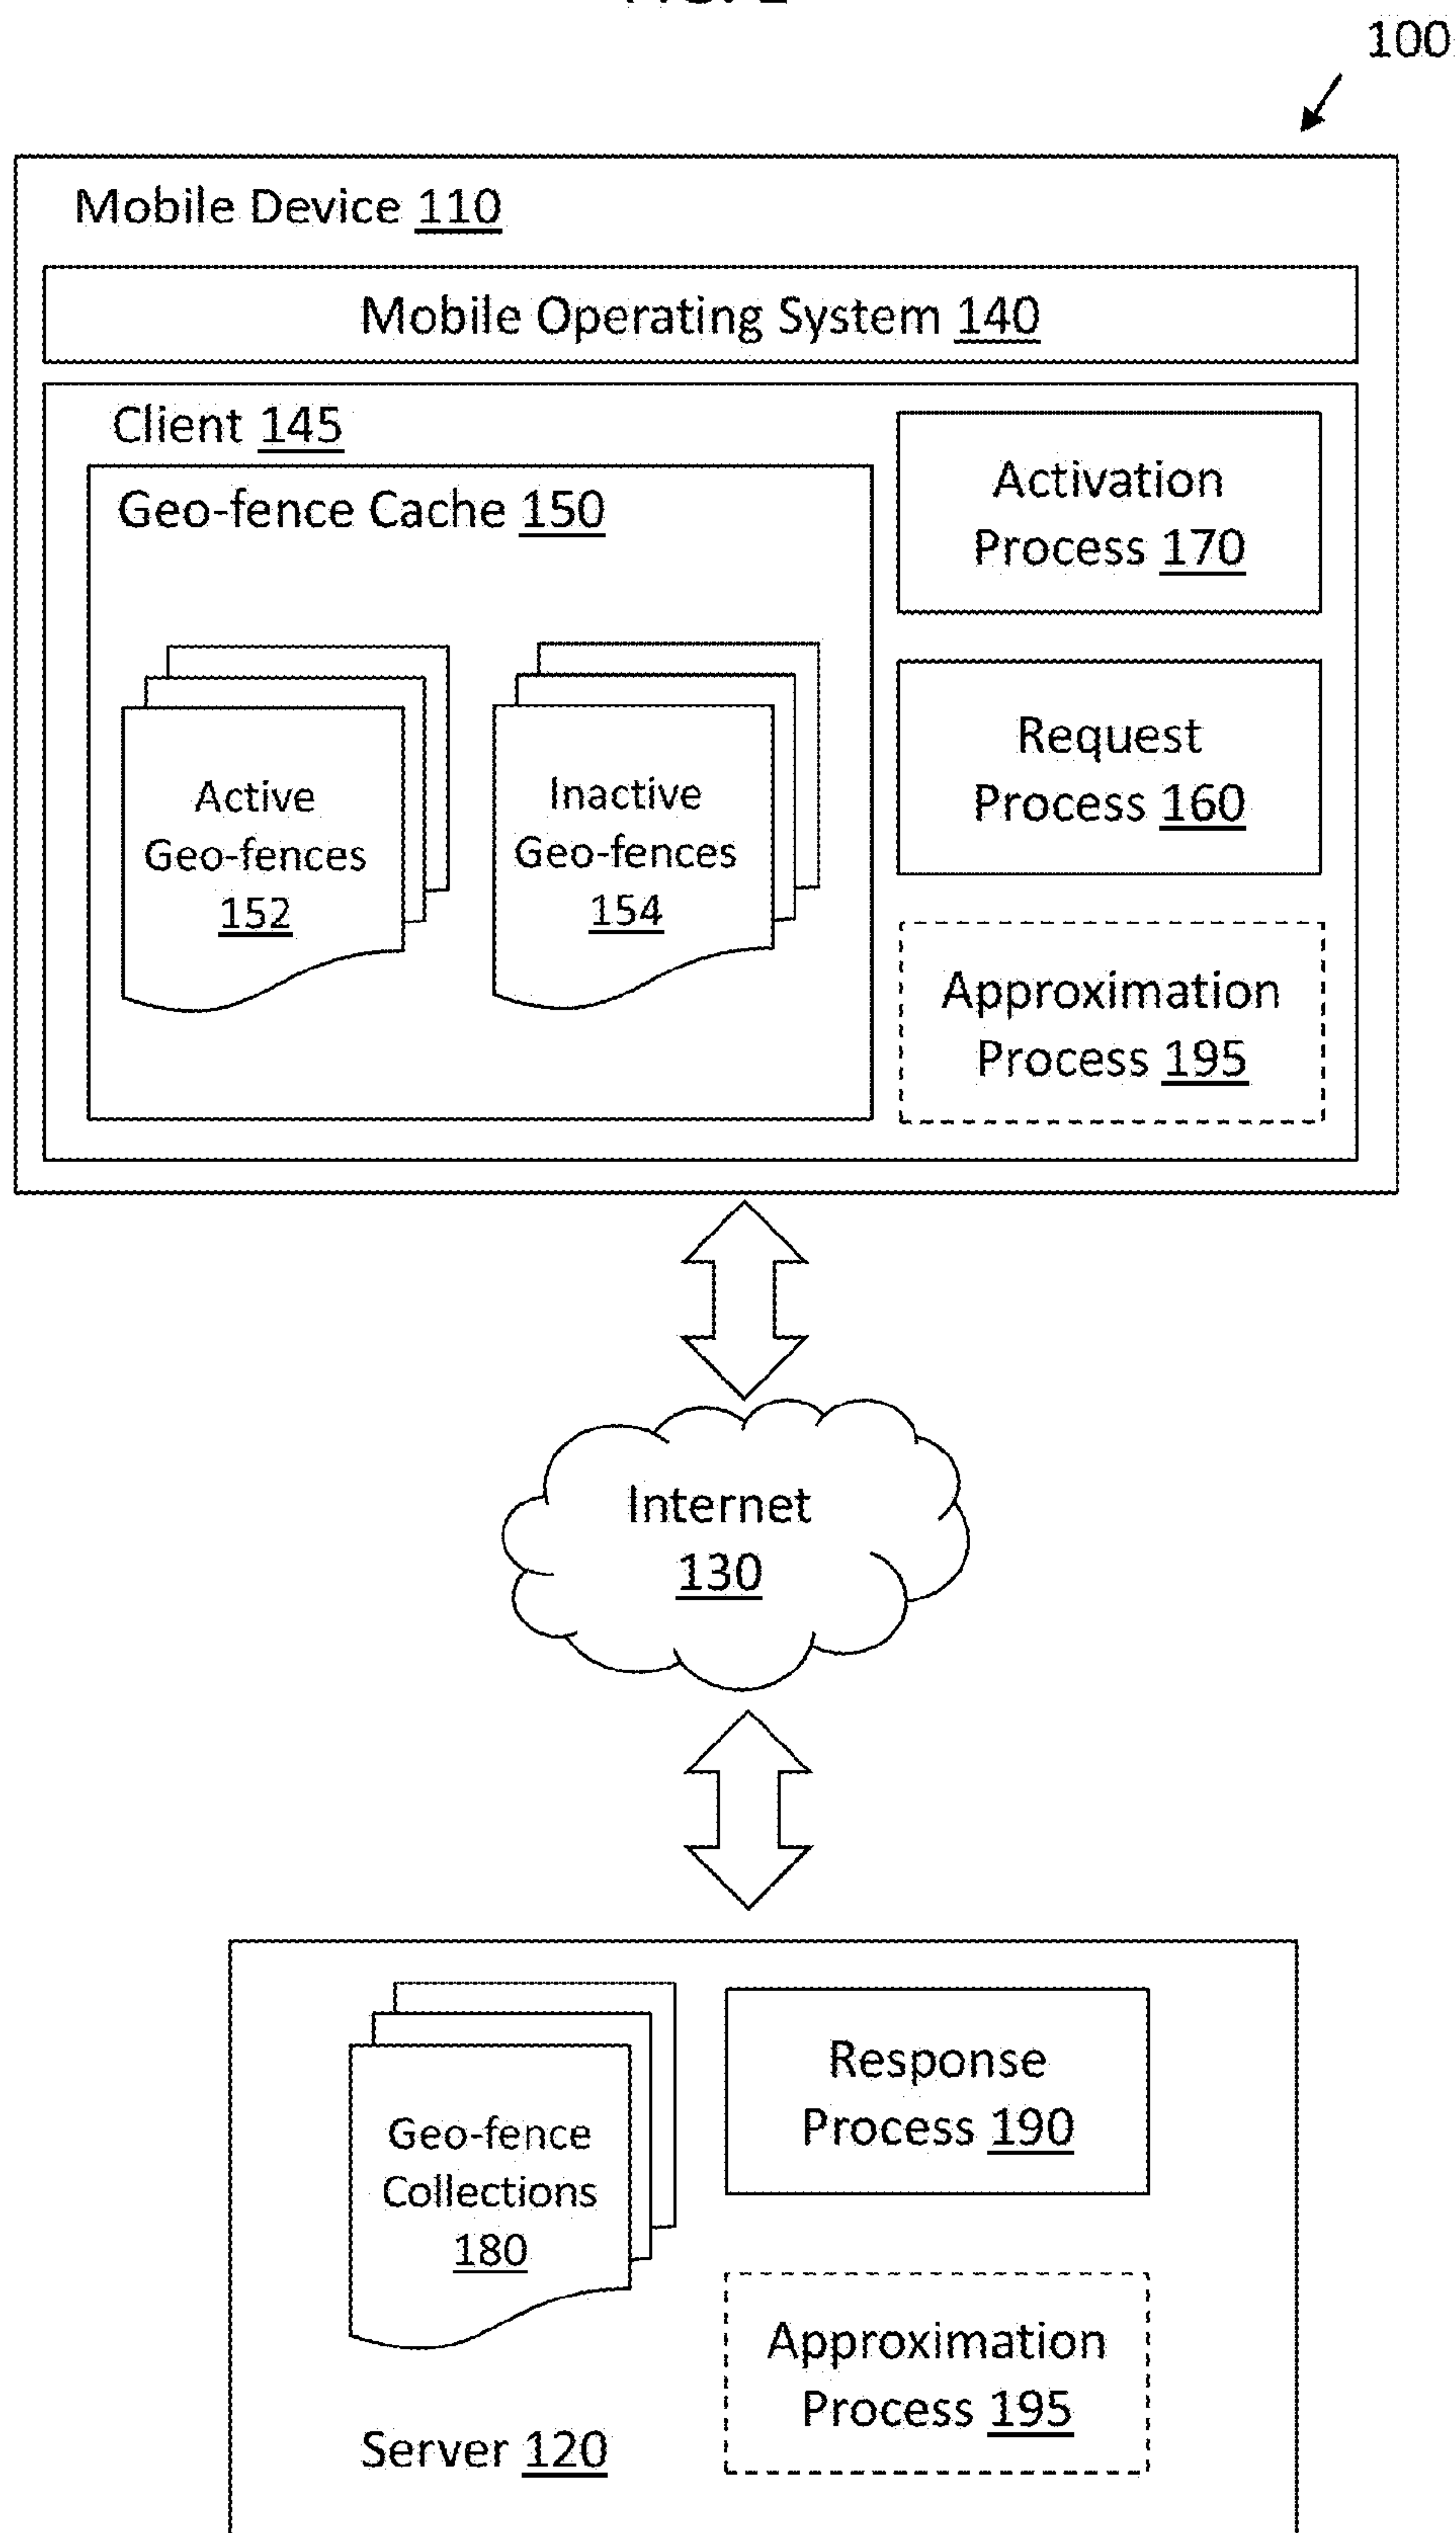 100
Mobile Device 110
Mobile Operating System 140
Client 145
Geo-fence Cache 150
Active
Geo-fences
152
Inactive
Geo-fences
154
Activation
Process 170
Request
Process 160
Approximation
Process 195
Internet
130
Geo-fence
Collections
180
Response
Process 190
Approximation
Process 195
Server 120